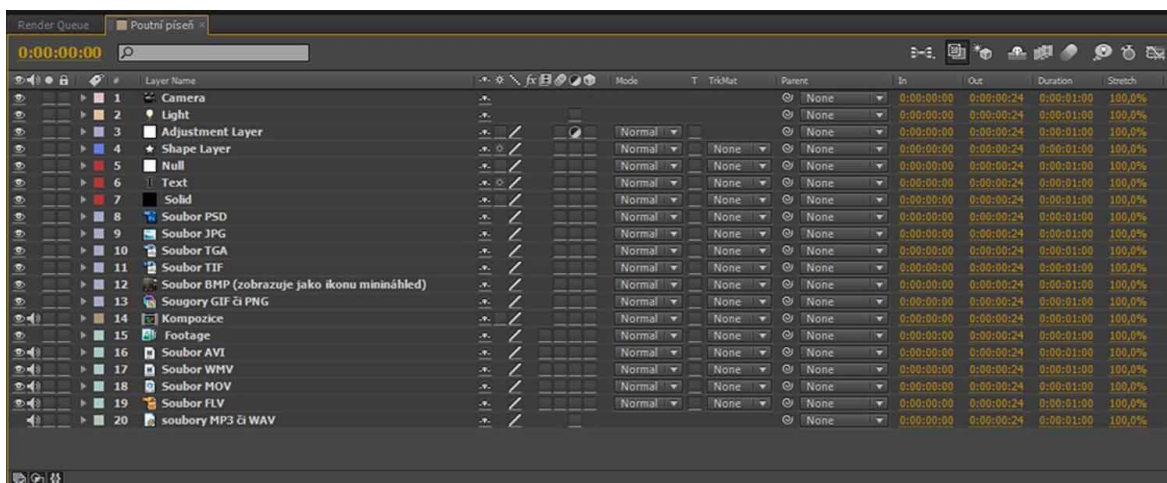 Render Queue Poutní píseň ×
0:00:00:00
# Layer Name fx Mode T TrkMat Parent In Out Duration Stretch
1 Camera None 0:00:00:00 0:00:00:24 0:00:01:00 100,0%
2 Light None 0:00:00:00 0:00:00:24 0:00:01:00 100,0%
3 Adjustment Layer Normal None 0:00:00:00 0:00:00:24 0:00:01:00 100,0%
4 Shape Layer Normal None None 0:00:00:00 0:00:00:24 0:00:01:00 100,0%
5 Null Normal None None 0:00:00:00 0:00:00:24 0:00:01:00 100,0%
6 Text Normal None None 0:00:00:00 0:00:00:24 0:00:01:00 100,0%
7 Solid Normal None None 0:00:00:00 0:00:00:24 0:00:01:00 100,0%
8 Soubor PSD Normal None None 0:00:00:00 0:00:00:24 0:00:01:00 100,0%
9 Soubor JPG Normal None None 0:00:00:00 0:00:00:24 0:00:01:00 100,0%
10 Soubor TGA Normal None None 0:00:00:00 0:00:00:24 0:00:01:00 100,0%
11 Soubor TIF Normal None None 0:00:00:00 0:00:00:24 0:00:01:00 100,0%
12 Soubor BMP (zobrazuje jako ikonu minináhled) Normal None None 0:00:00:00 0:00:00:24 0:00:01:00 100,0%
13 Sougory GIF či PNG Normal None None 0:00:00:00 0:00:00:24 0:00:01:00 100,0%
14 Kompozice Normal None None 0:00:00:00 0:00:00:24 0:00:01:00 100,0%
15 Footage Normal None None 0:00:00:00 0:00:00:24 0:00:01:00 100,0%
16 Soubor AVI Normal None None 0:00:00:00 0:00:00:24 0:00:01:00 100,0%
17 Soubor WMV Normal None None 0:00:00:00 0:00:00:24 0:00:01:00 100,0%
18 Soubor MOV Normal None None 0:00:00:00 0:00:00:24 0:00:01:00 100,0%
19 Soubor FLV Normal None None 0:00:00:00 0:00:00:24 0:00:01:00 100,0%
20 soubory MP3 či WAV None 0:00:00:00 0:00:00:24 0:00:01:00 100,0%